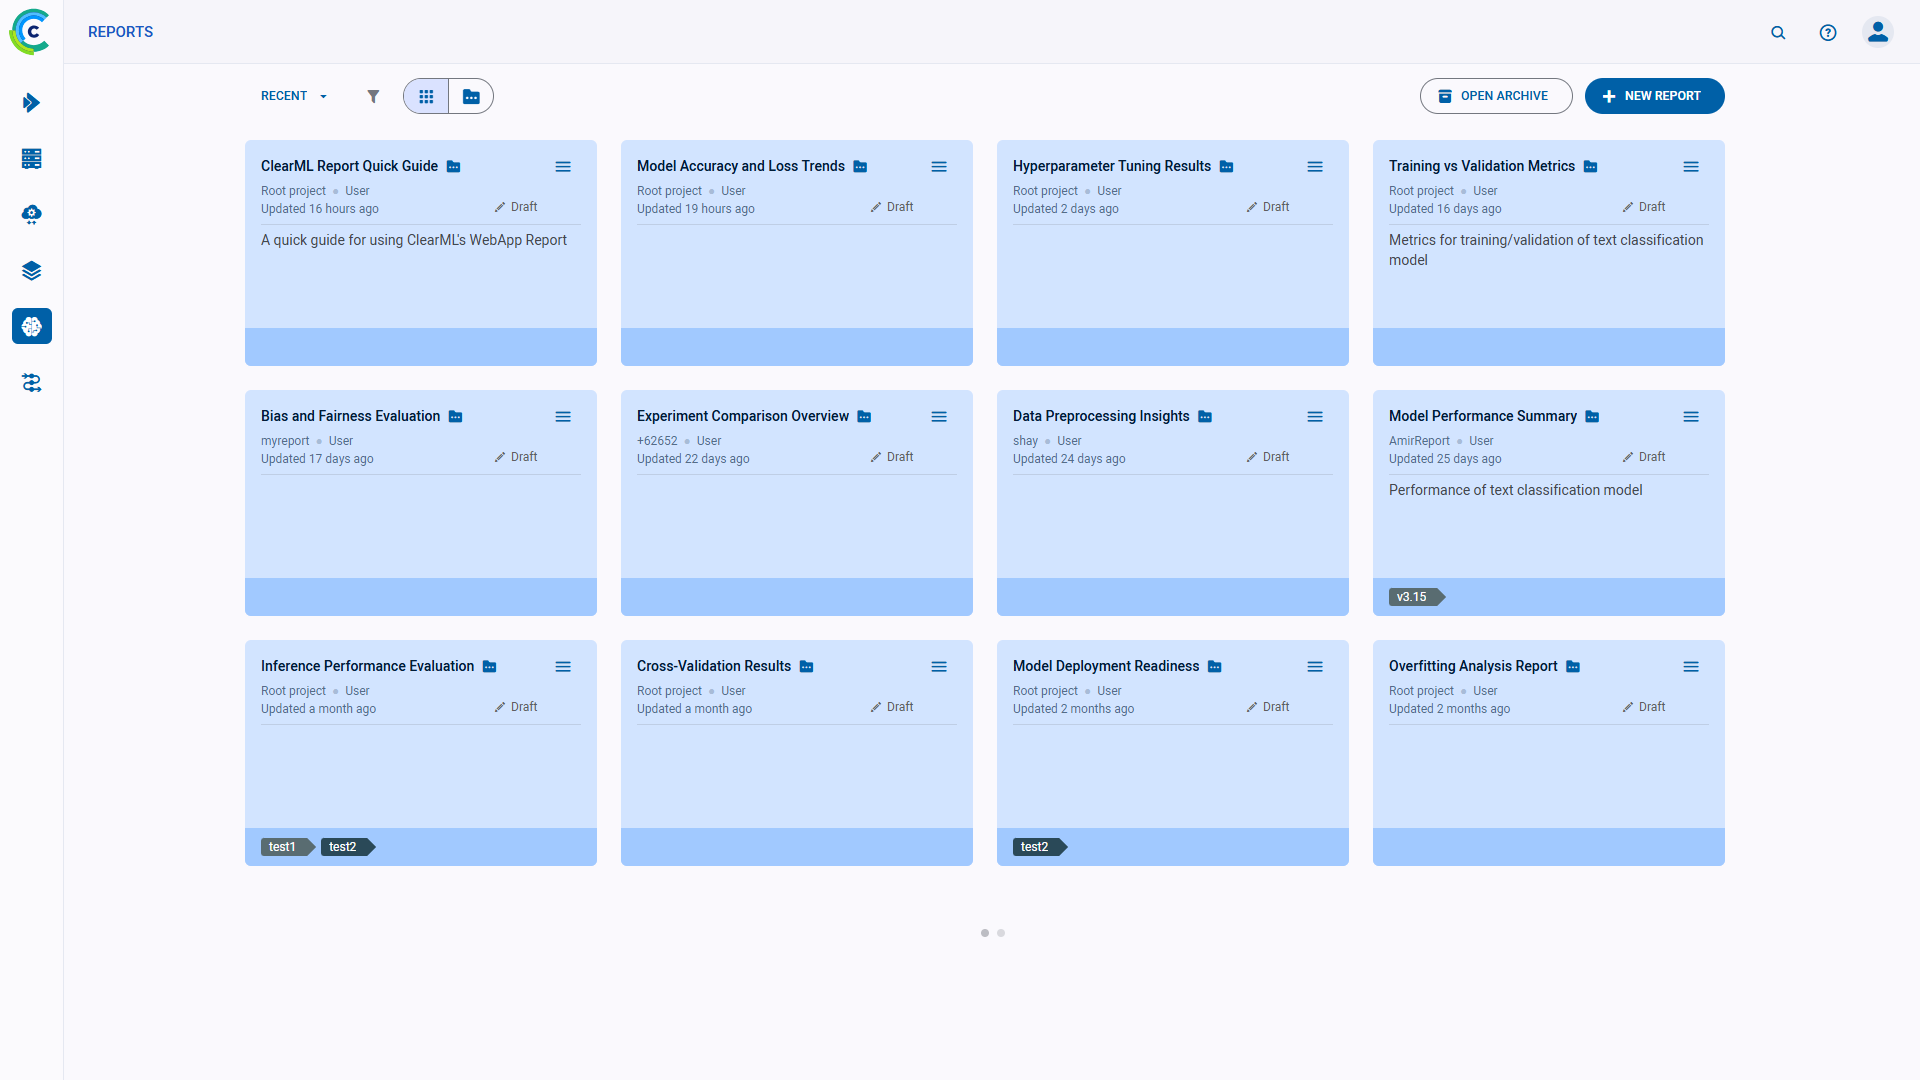 REPORTS
RECENT
OPEN ARCHIVE
NEW REPORT
ClearML Report Quick Guide
Root project User
Updated 16 hours ago
Draft
A quick guide for using ClearML's WebApp Report
Model Accuracy and Loss Trends
Root project User
Updated 19 hours ago
Draft
Hyperparameter Tuning Results
Root project User
Updated 2 days ago
Draft
Training vs Validation Metrics
Root project User
Updated 16 days ago
Draft
Metrics for training/validation of text classification
model
Bias and Fairness Evaluation
myreport User
Updated 17 days ago
Draft
Experiment Comparison Overview
+62652 User
Updated 22 days ago
Draft
Data Preprocessing Insights
shay User
Updated 24 days ago
Draft
Model Performance Summary
AmirReport User
Updated 25 days ago
Draft
Performance of text classification model
v3.15
Inference Performance Evaluation
Root project User
Updated a month ago
Draft
test1
test2
Cross-Validation Results
Root project User
Updated a month ago
Draft
Model Deployment Readiness
Root project User
Updated 2 months ago
Draft
test2
Overfitting Analysis Report
Root project User
Updated 2 months ago
Draft